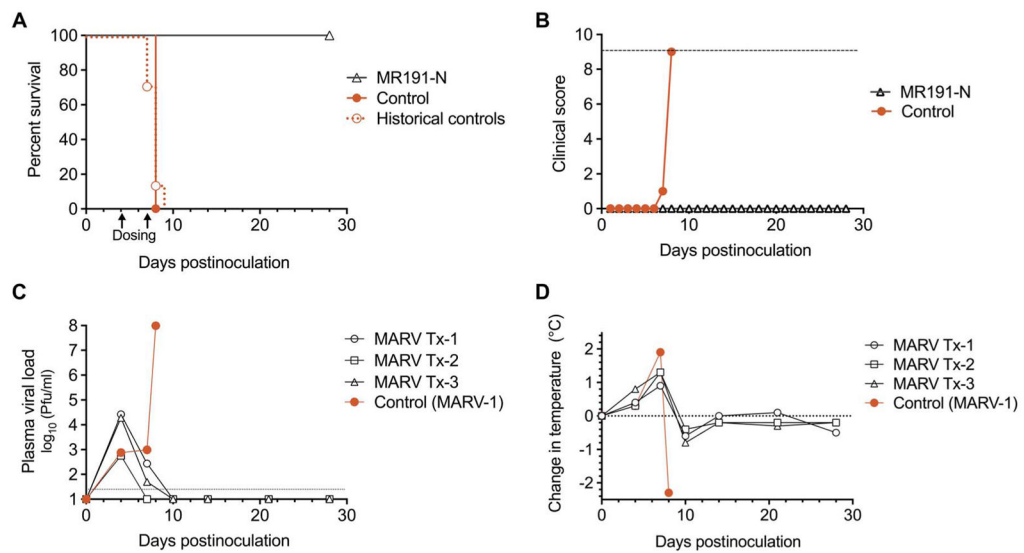 A
Percent survival
100
80
60
40
20
0
0
10
20
30
Dosing
Days postinoculation
MR191-N
Control
Historical controls
B
Clinical score
10
8
6
4
2
0
0
10
20
30
Days postinoculation
MR191-N
Control
C
Plasma viral load
log10 (Pfu/ml)
8
7
6
5
4
3
2
1
0
10
20
30
Days postinoculation
MARV Tx-1
MARV Tx-2
MARV Tx-3
Control (MARV-1)
D
Change in temperature (°C)
2
1
0
-1
-2
0
10
20
30
Days postinoculation
MARV Tx-1
MARV Tx-2
MARV Tx-3
Control (MARV-1)